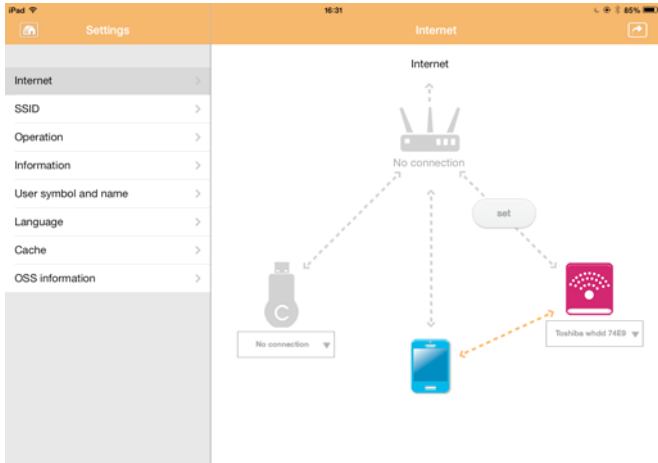 iPad 16:31 85%
Settings
Internet
Internet
SSID
Operation
Information
User symbol and name
Language
Cache
OSS information
Internet
No connection
set
C
No connection
Toshiba whdd 74E9